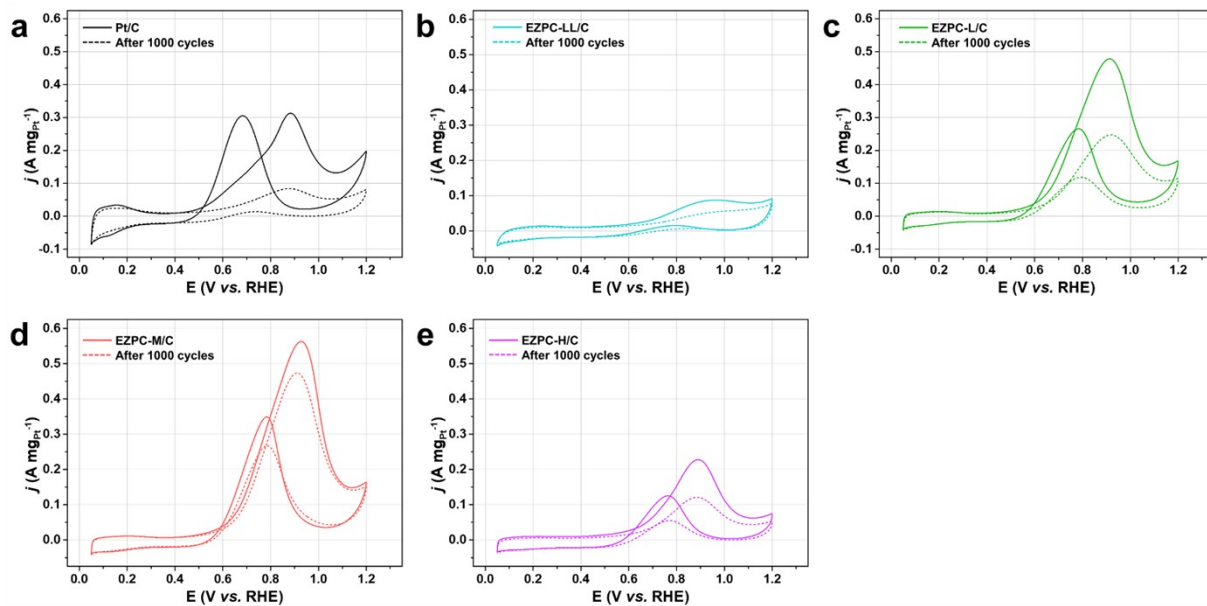 a
Pt/C
After 1000 cycles
j (A mgPt⁻¹)
0.6
0.5
0.4
0.3
0.2
0.1
0.0
-0.1
0.0 0.2 0.4 0.6 0.8 1.0 1.2
E (V vs. RHE)
b
EZPC-LL/C
After 1000 cycles
j (A mgPt⁻¹)
0.6
0.5
0.4
0.3
0.2
0.1
0.0
0.0 0.2 0.4 0.6 0.8 1.0 1.2
E (V vs. RHE)
c
EZPC-L/C
After 1000 cycles
j (A mgPt⁻¹)
0.6
0.5
0.4
0.3
0.2
0.1
0.0
-0.1
0.0 0.2 0.4 0.6 0.8 1.0 1.2
E (V vs. RHE)
d
EZPC-M/C
After 1000 cycles
j (A mgPt⁻¹)
0.6
0.5
0.4
0.3
0.2
0.1
0.0
0.0 0.2 0.4 0.6 0.8 1.0 1.2
E (V vs. RHE)
e
EZPC-H/C
After 1000 cycles
j (A mgPt⁻¹)
0.6
0.5
0.4
0.3
0.2
0.1
0.0
0.0 0.2 0.4 0.6 0.8 1.0 1.2
E (V vs. RHE)